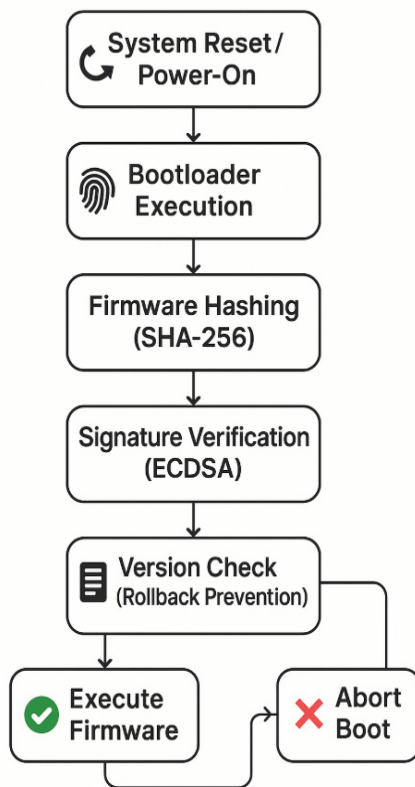 System Reset/
Power-On
Bootloader
Execution
Firmware Hashing
(SHA-256)
Signature Verification
(ECDSA)
Version Check
(Rollback Prevention)
Execute
Firmware
Abort
Boot